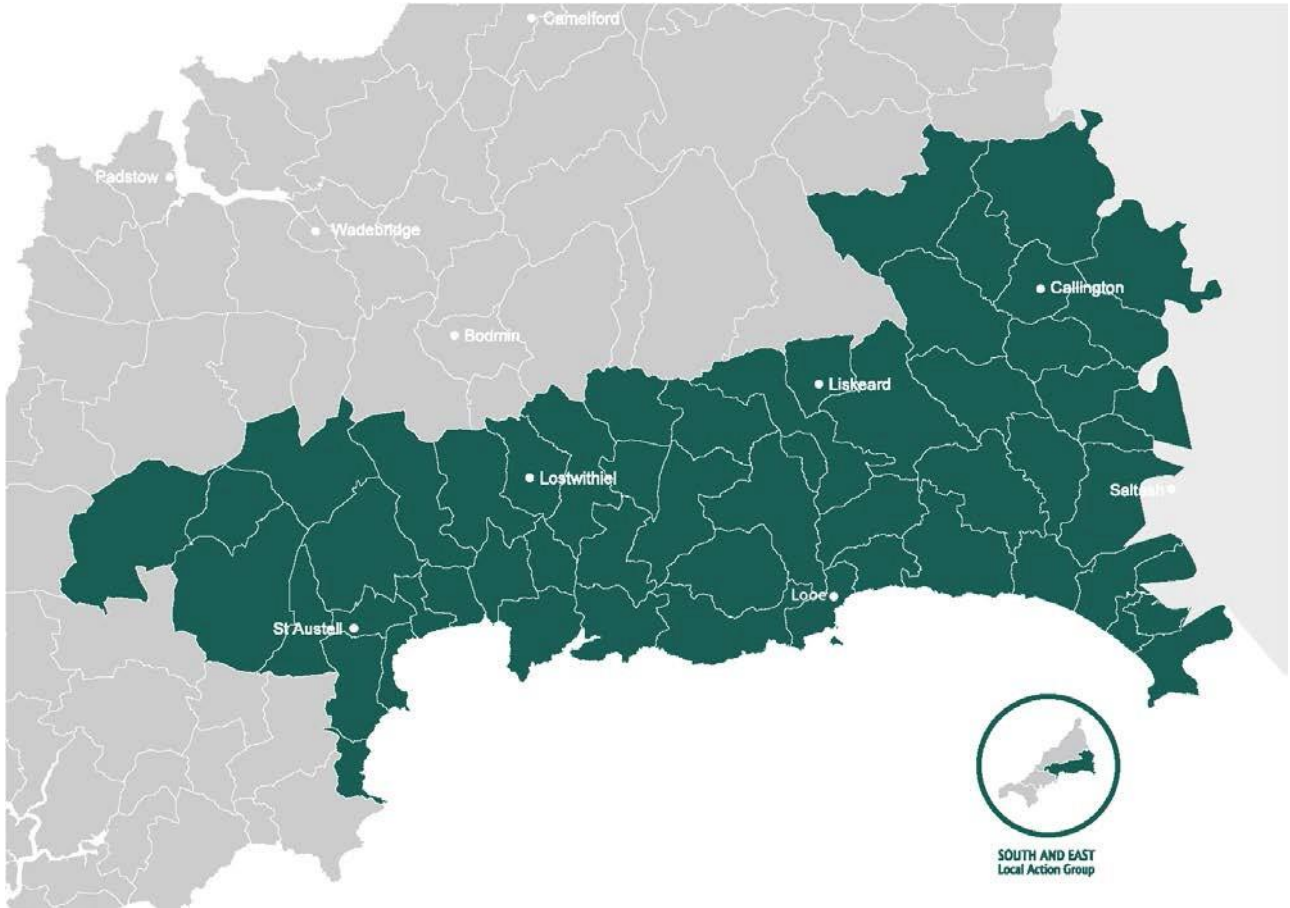 Camelford
Padstow
Wadebridge
Callington
Bodmin
Liskeard
Lostwithiel
Saltash
Looe
St Austell
SOUTH AND EAST
Local Action Group